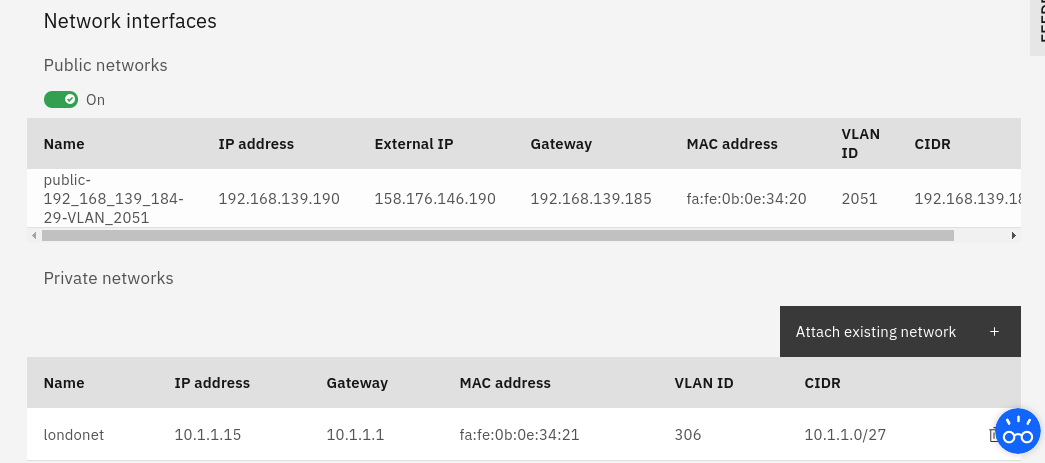 Network interfaces
Public networks
On
Name IP address External IP Gateway MAC address VLAN ID CIDR
public-192_168_139_184-29-VLAN_2051 192.168.139.190 158.176.146.190 192.168.139.185 fa:fe:0b:0e:34:20 2051 192.168.139.18
Private networks
Attach existing network +
Name IP address Gateway MAC address VLAN ID CIDR
londonet 10.1.1.15 10.1.1.1 fa:fe:0b:0e:34:21 306 10.1.1.0/27